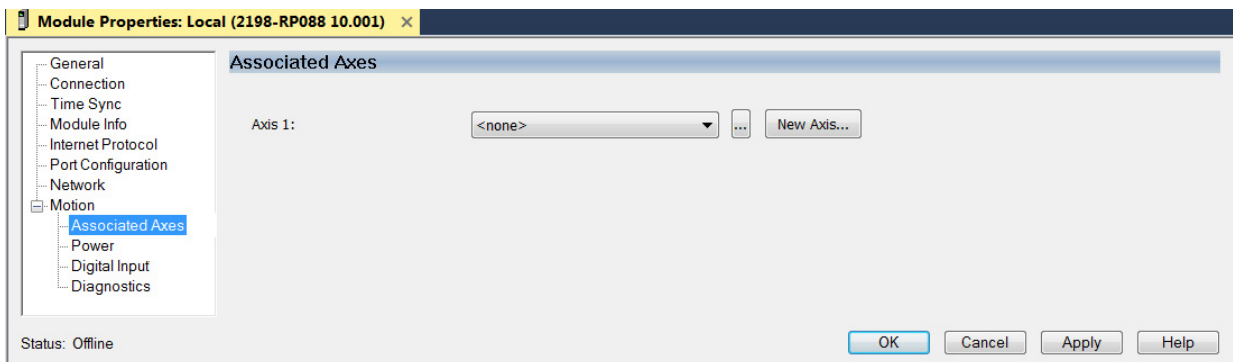 Module Properties: Local (2198-RP088 10.001) ×
General
Connection
Time Sync
Module Info
Internet Protocol
Port Configuration
Network
Motion
Associated Axes
Power
Digital Input
Diagnostics
Associated Axes
Axis 1: <none> ... New Axis...
Status: Offline
OK Cancel Apply Help